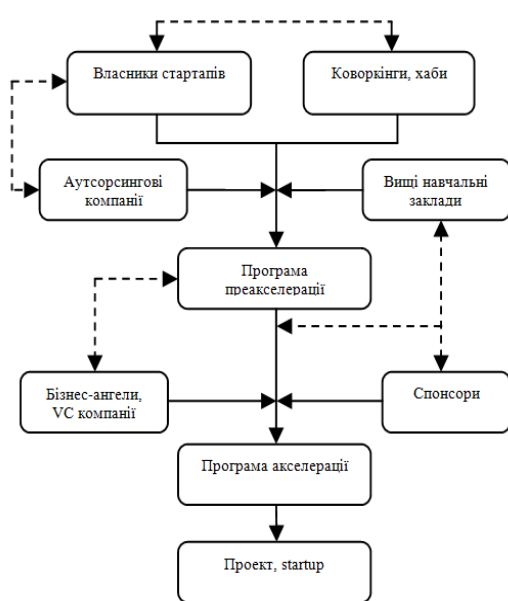 Власники стартапів
Коворкінги, хаби
Аутсорсингові
компанії
Вищі навчальні
заклади
Програма
преакселерації
Бізнес-ангели,
VC компанії
Спонсори
Програма акселерації
Проект, startup